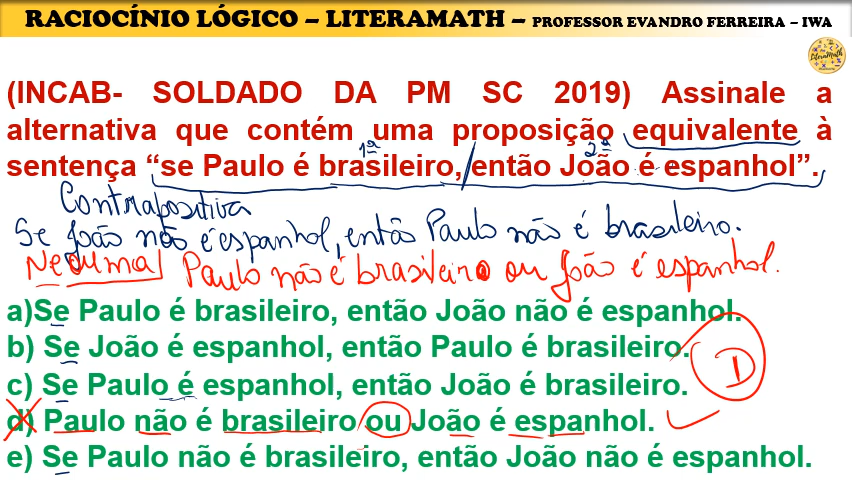 RACIOCÍNIO LÓGICO – LITERAMATH – PROFESSOR EVANDRO FERREIRA – IWA
LiteraMath
(INCAB- SOLDADO DA PM SC 2019) Assinale a
alternativa que contém uma proposição equivalente à
1ª 2ª
sentença “se Paulo é brasileiro, então João é espanhol”.
Contrapositiva
Se João não é espanhol, então Paulo não é brasileiro.
Neouma Paulo não é brasileiro ou João é espanhol.
a)Se Paulo é brasileiro, então João não é espanhol.
b) Se João é espanhol, então Paulo é brasileiro.
c) Se Paulo é espanhol, então João é brasileiro.
D
d) Paulo não é brasileiro ou João é espanhol.
e) Se Paulo não é brasileiro, então João não é espanhol.